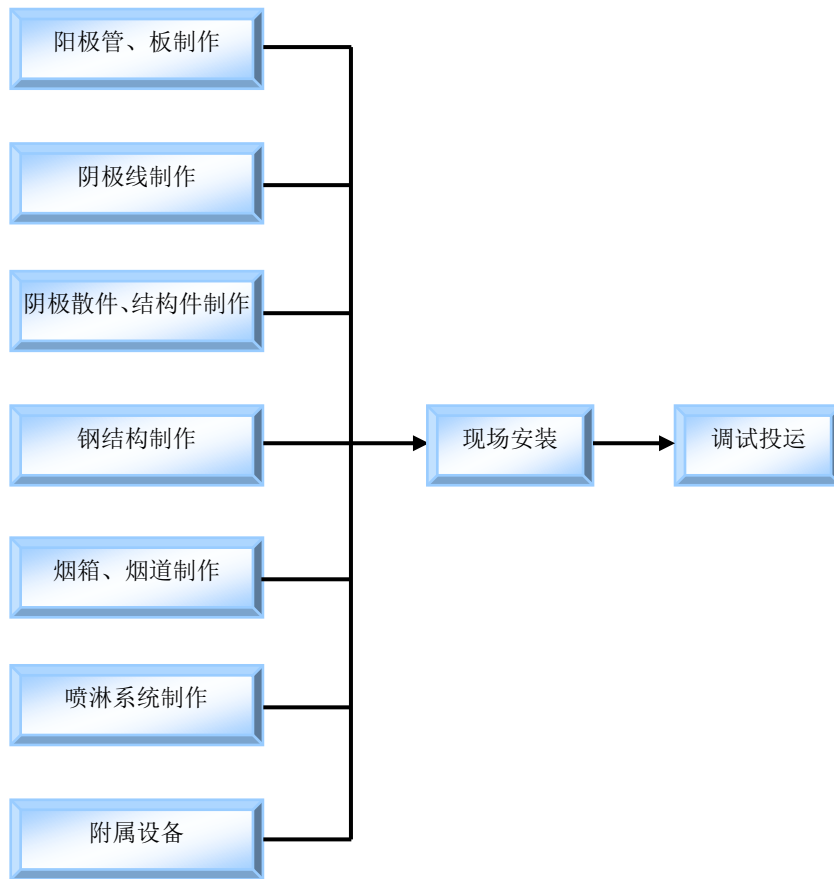 阳极管、板制作
阴极线制作
阴极散件、结构件制作
钢结构制作
现场安装
调试投运
烟箱、烟道制作
喷淋系统制作
附属设备